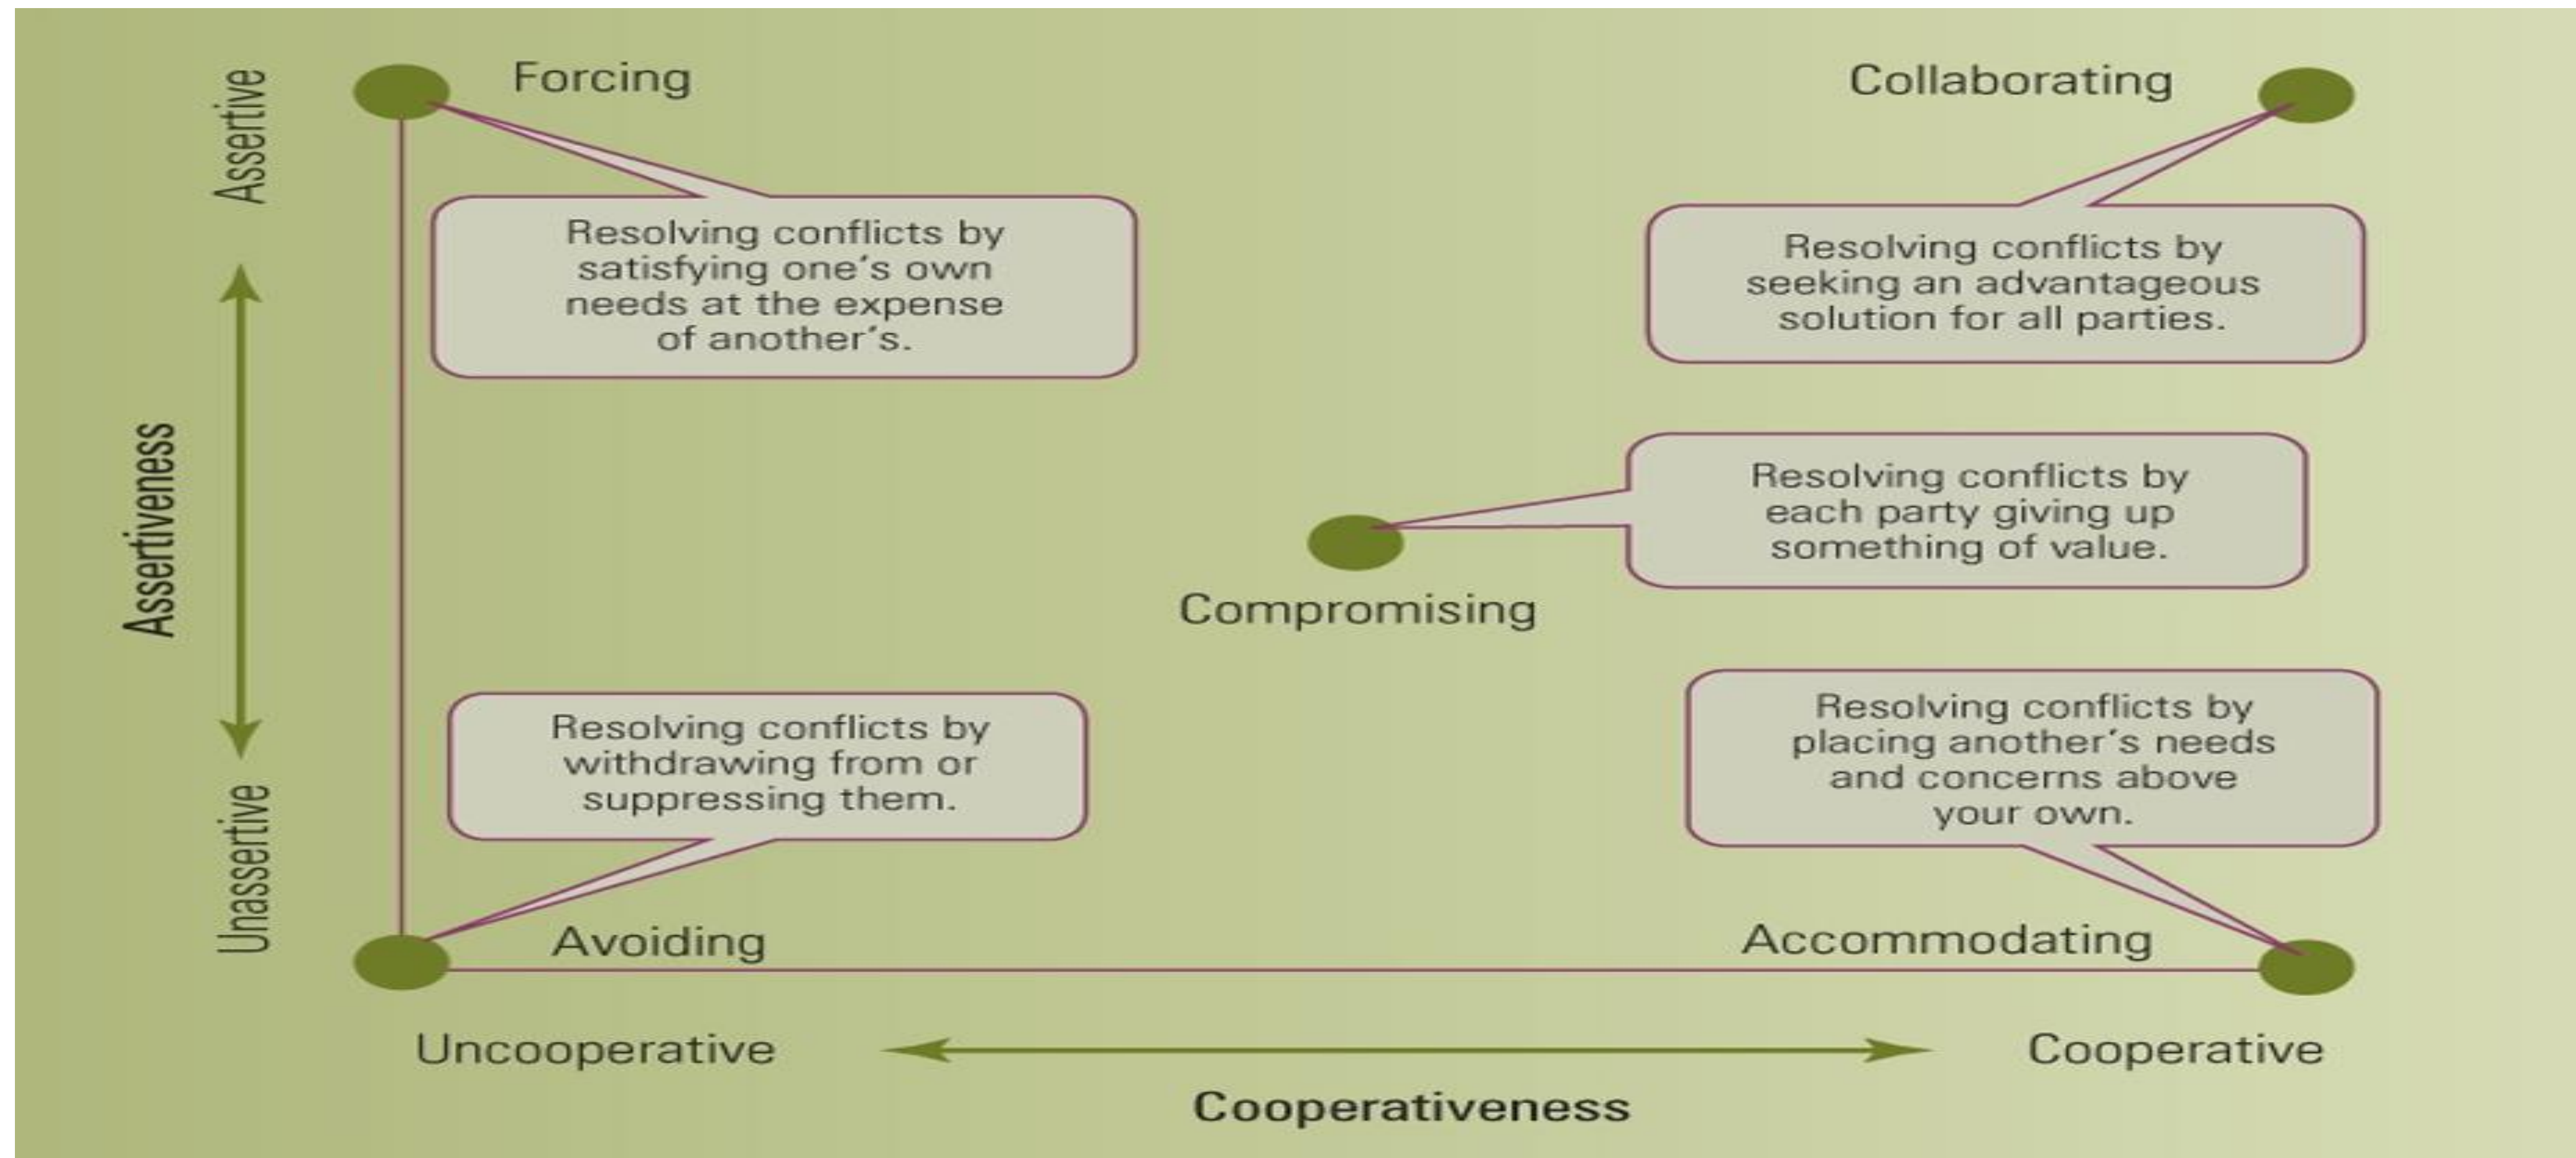 Assertive
Forcing
Collaborating
Resolving conflicts by
satisfying one's own
needs at the expense
of another's.
Resolving conflicts by
seeking an advantageous
solution for all parties.
Assertiveness
Resolving conflicts by
each party giving up
something of value.
Compromising
Resolving conflicts by
withdrawing from or
suppressing them.
Resolving conflicts by
placing another's needs
and concerns above
your own.
Unassertive
Avoiding
Accommodating
Uncooperative
Cooperative
Cooperativeness